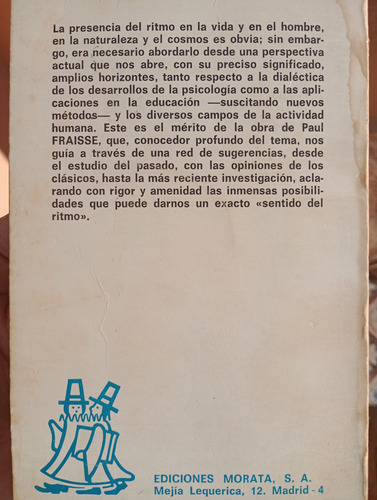 La presencia del ritmo en la vida y en el hombre,
en la naturaleza y el cosmos es obvia; sin embar-
go, era necesario abordarlo desde una perspectiva
actual que nos abre, con su preciso significado,
amplios horizontes, tanto respecto a la dialéctica
de los desarrollos de la psicología como a las apli-
caciones en la educación —suscitando nuevos
métodos— y los diversos campos de la actividad
humana. Este es el mérito de la obra de Paul
FRAISSE, que, conocedor profundo del tema, nos
guía a través de una red de sugerencias, desde
el estudio del pasado, con las opiniones de los
clásicos, hasta la más reciente investigación, acla-
rando con rigor y amenidad las inmensas posibili-
dades que puede darnos un exacto «sentido del
ritmo».
EDICIONES MORATA, S. A.
Mejía Lequerica, 12. Madrid-4